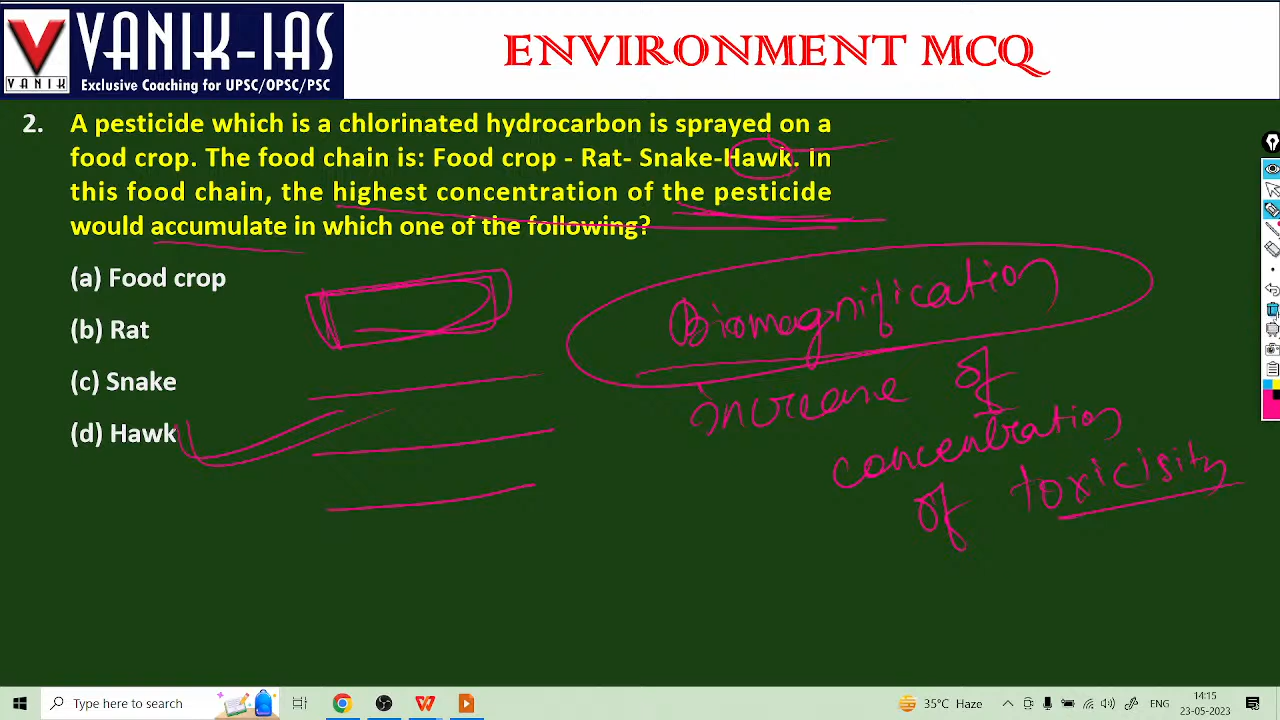 VANIK-IAS
VANIK
Exclusive Coaching for UPSC/OPSC/PSC
ENVIRONMENT MCQ
2. A pesticide which is a chlorinated hydrocarbon is sprayed on a
food crop. The food chain is: Food crop - Rat- Snake-Hawk. In
this food chain, the highest concentration of the pesticide
would accumulate in which one of the following?
(a) Food crop
(b) Rat
(c) Snake
(d) Hawk
Biomagnification
increase of
concentration
of toxicisity
Type here to search
35°C Haze
ENG
14:15
23-05-2023